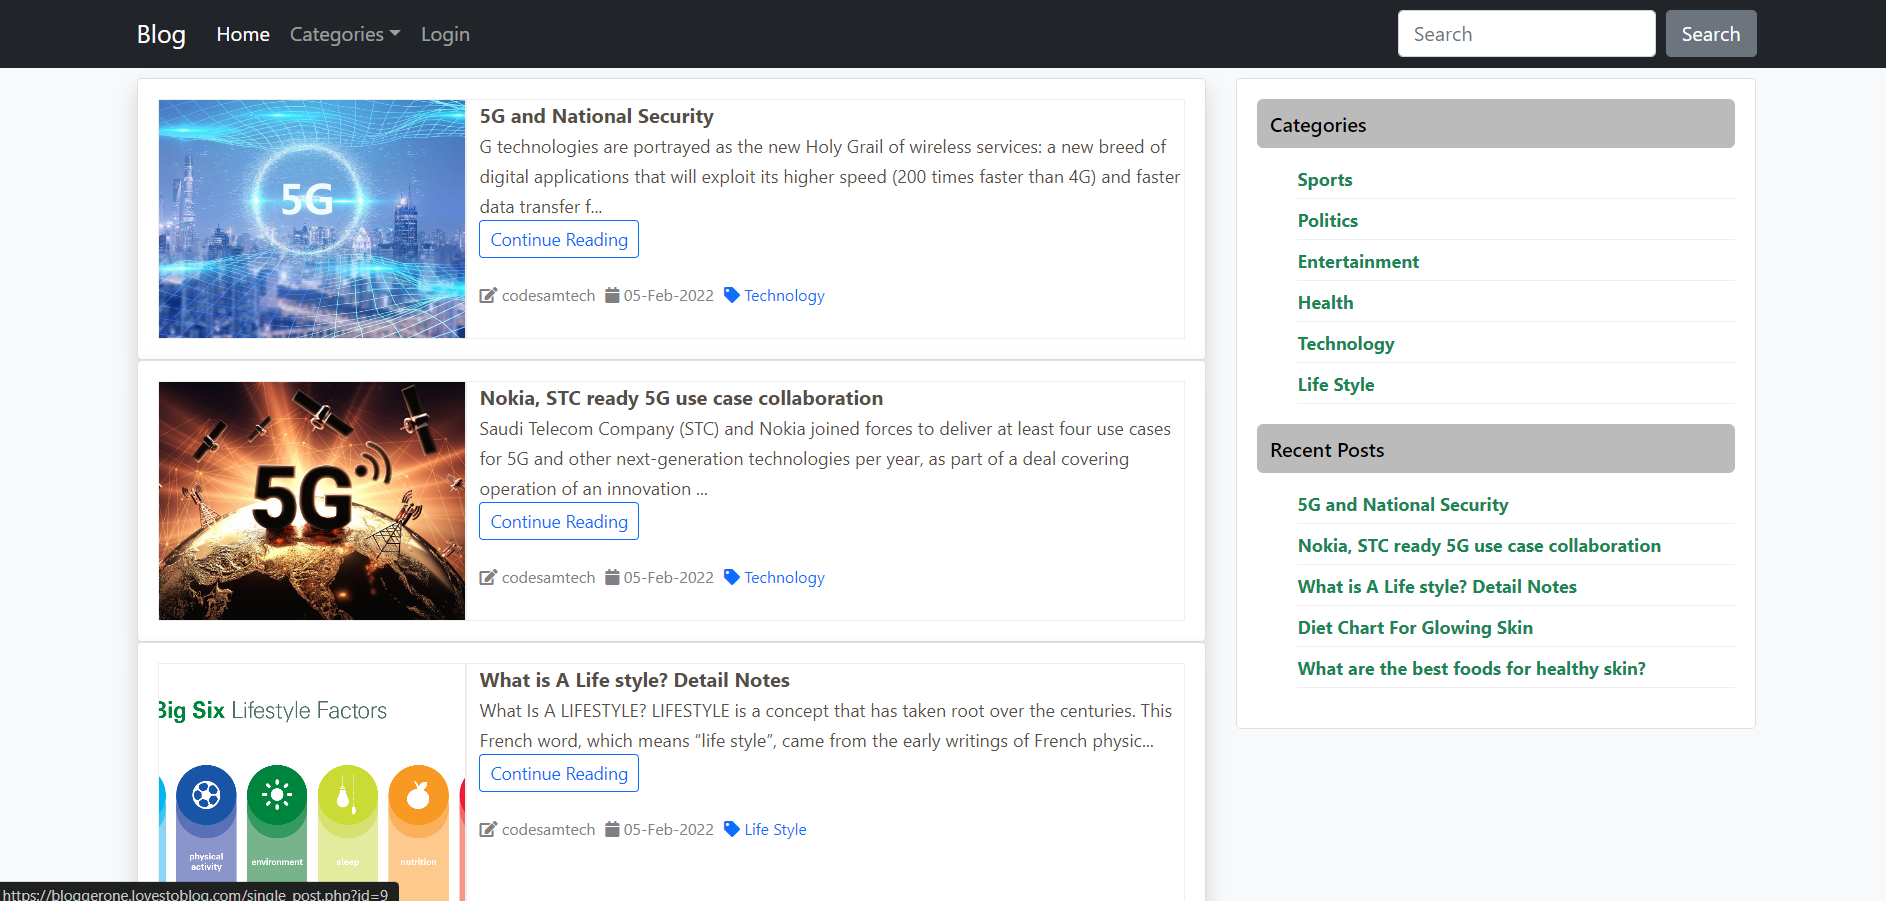 Blog Home Categories Login Search Search
5G
5G and National Security
G technologies are portrayed as the new Holy Grail of wireless services: a new breed of
digital applications that will exploit its higher speed (200 times faster than 4G) and faster
data transfer f...
Continue Reading
codesamtech 05-Feb-2022 Technology
5G
Nokia, STC ready 5G use case collaboration
Saudi Telecom Company (STC) and Nokia joined forces to deliver at least four use cases
for 5G and other next-generation technologies per year, as part of a deal covering
operation of an innovation ...
Continue Reading
codesamtech 05-Feb-2022 Technology
Big Six Lifestyle Factors
physical
activity
environment
sleep
nutrition
What is A Life style? Detail Notes
What Is A LIFESTYLE? LIFESTYLE is a concept that has taken root over the centuries. This
French word, which means “life style”, came from the early writings of French physic...
Continue Reading
codesamtech 05-Feb-2022 Life Style
Categories
Sports
Politics
Entertainment
Health
Technology
Life Style
Recent Posts
5G and National Security
Nokia, STC ready 5G use case collaboration
What is A Life style? Detail Notes
Diet Chart For Glowing Skin
What are the best foods for healthy skin?
https://bloggerone.lovestoblog.com/single_post.php?id=9